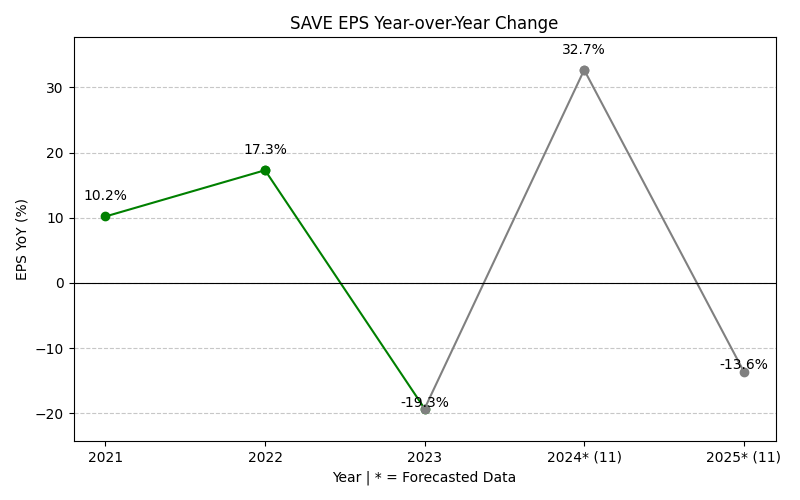 SAVE EPS Year-over-Year Change
32.7%
30
20
17.3%
10.2%
10
EPS YoY (%)
0
−10
-13.6%
-19.3%
−20
2021 2022 2023 2024* (11) 2025* (11)
Year | * = Forecasted Data